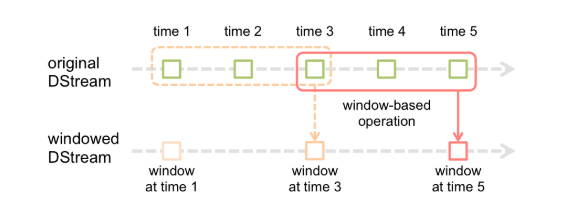 time 1 time 2 time 3 time 4 time 5
original
DStream
window-based
operation
windowed
DStream
window
at time 1
window
at time 3
window
at time 5